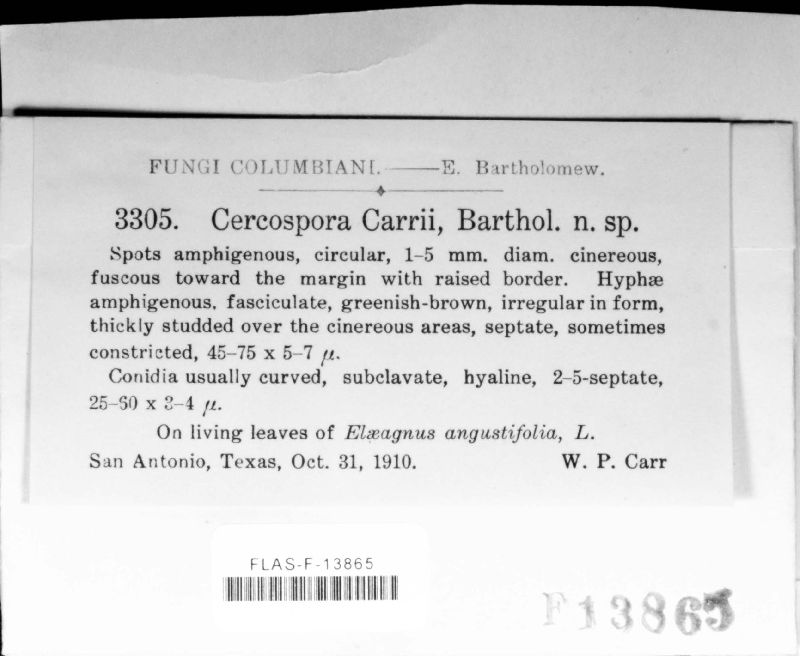 FUNGI COLUMBIANI.——E. Bartholomew.
3305. Cercospora Carrii, Barthol. n. sp.
Spots amphigenous, circular, 1–5 mm. diam. cinereous,
fuscous toward the margin with raised border. Hyphæ
amphigenous, fasciculate, greenish-brown, irregular in form,
thickly studded over the cinereous areas, septate, sometimes
constricted, 45–75 x 5–7 µ.
Conidia usually curved, subclavate, hyaline, 2–5-septate,
25–60 x 3–4 µ.
On living leaves of Elæagnus angustifolia, L.
San Antonio, Texas, Oct. 31, 1910. W. P. Carr
FLAS-F-13865
F13865